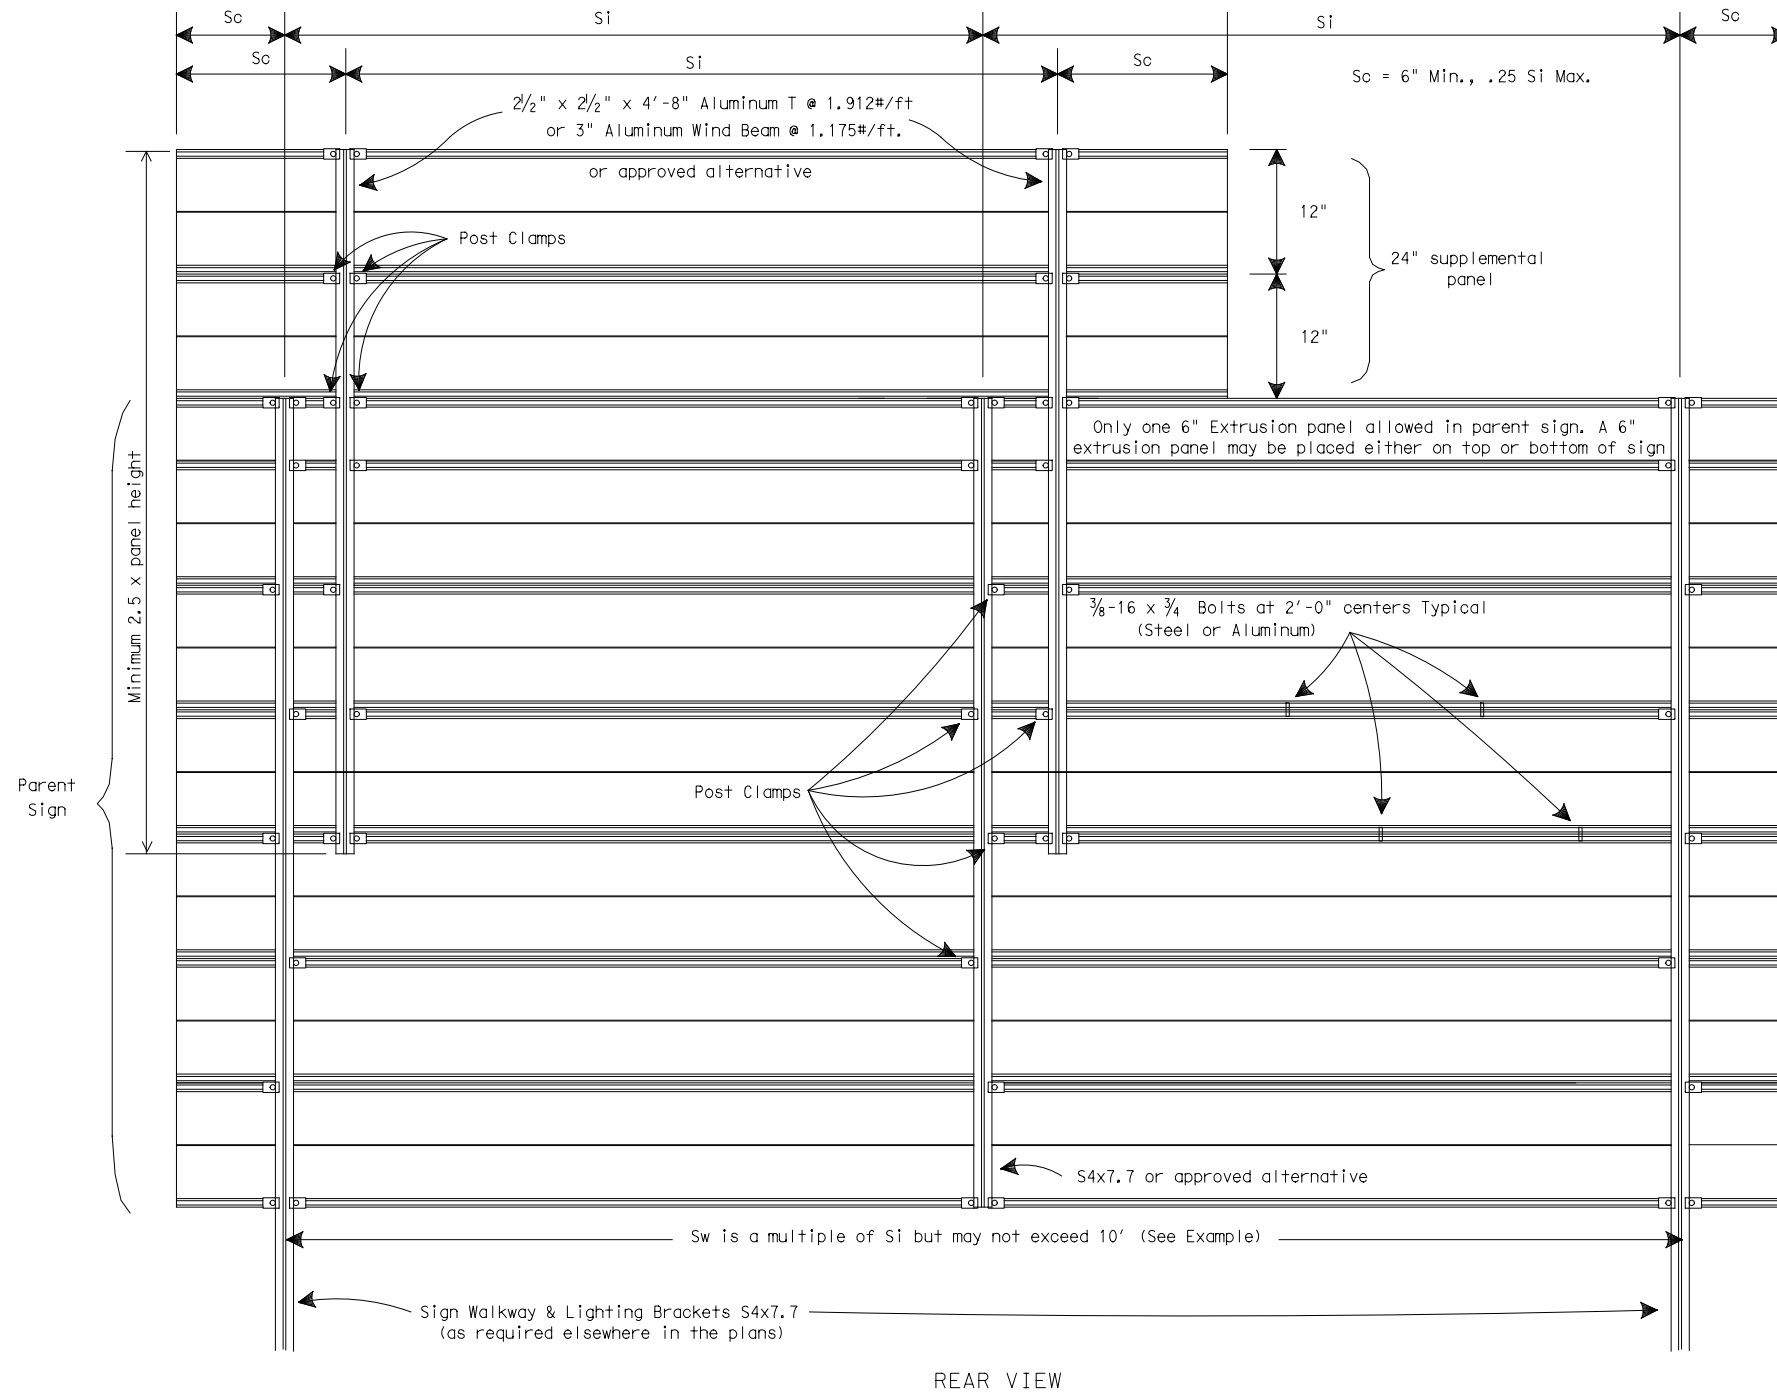 Sc
Si
Si
Sc
Sc
Si
Sc
Sc = 6" Min., .25 Si Max.
2½" x 2½" x 4'-8" Aluminum T @ 1.912#/ft
or 3" Aluminum Wind Beam @ 1.175#/ft.
or approved alternative
12"
Post Clamps
24" supplemental
panel
12"
Only one 6" Extrusion panel allowed in parent sign. A 6"
extrusion panel may be placed either on top or bottom of sign
Minimum 2.5 x panel height
⅜-16 x ¾ Bolts at 2'-0" centers Typical
(Steel or Aluminum)
Parent
Sign
Post Clamps
S4x7.7 or approved alternative
Sw is a multiple of Si but may not exceed 10' (See Example)
Sign Walkway & Lighting Brackets S4x7.7
(as required elsewhere in the plans)
REAR VIEW